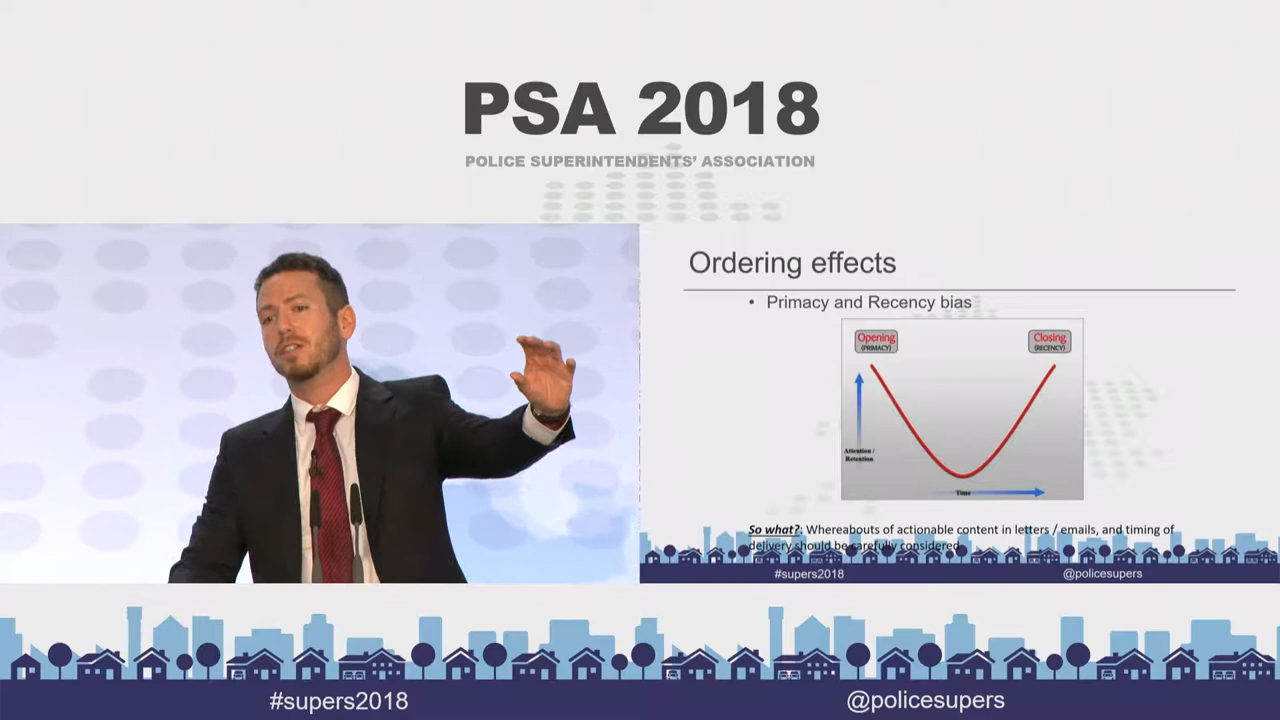 PSA 2018
POLICE SUPERINTENDENTS' ASSOCIATION
Ordering effects
• Primacy and Recency bias
Opening
(PRIMACY)
Closing
(RECENCY)
Attention /
Retention
Time
So what?: Whereabouts of actionable content in letters / emails, and timing of
delivery should be carefully considered
#supers2018
@policesupers
#supers2018
@policesupers